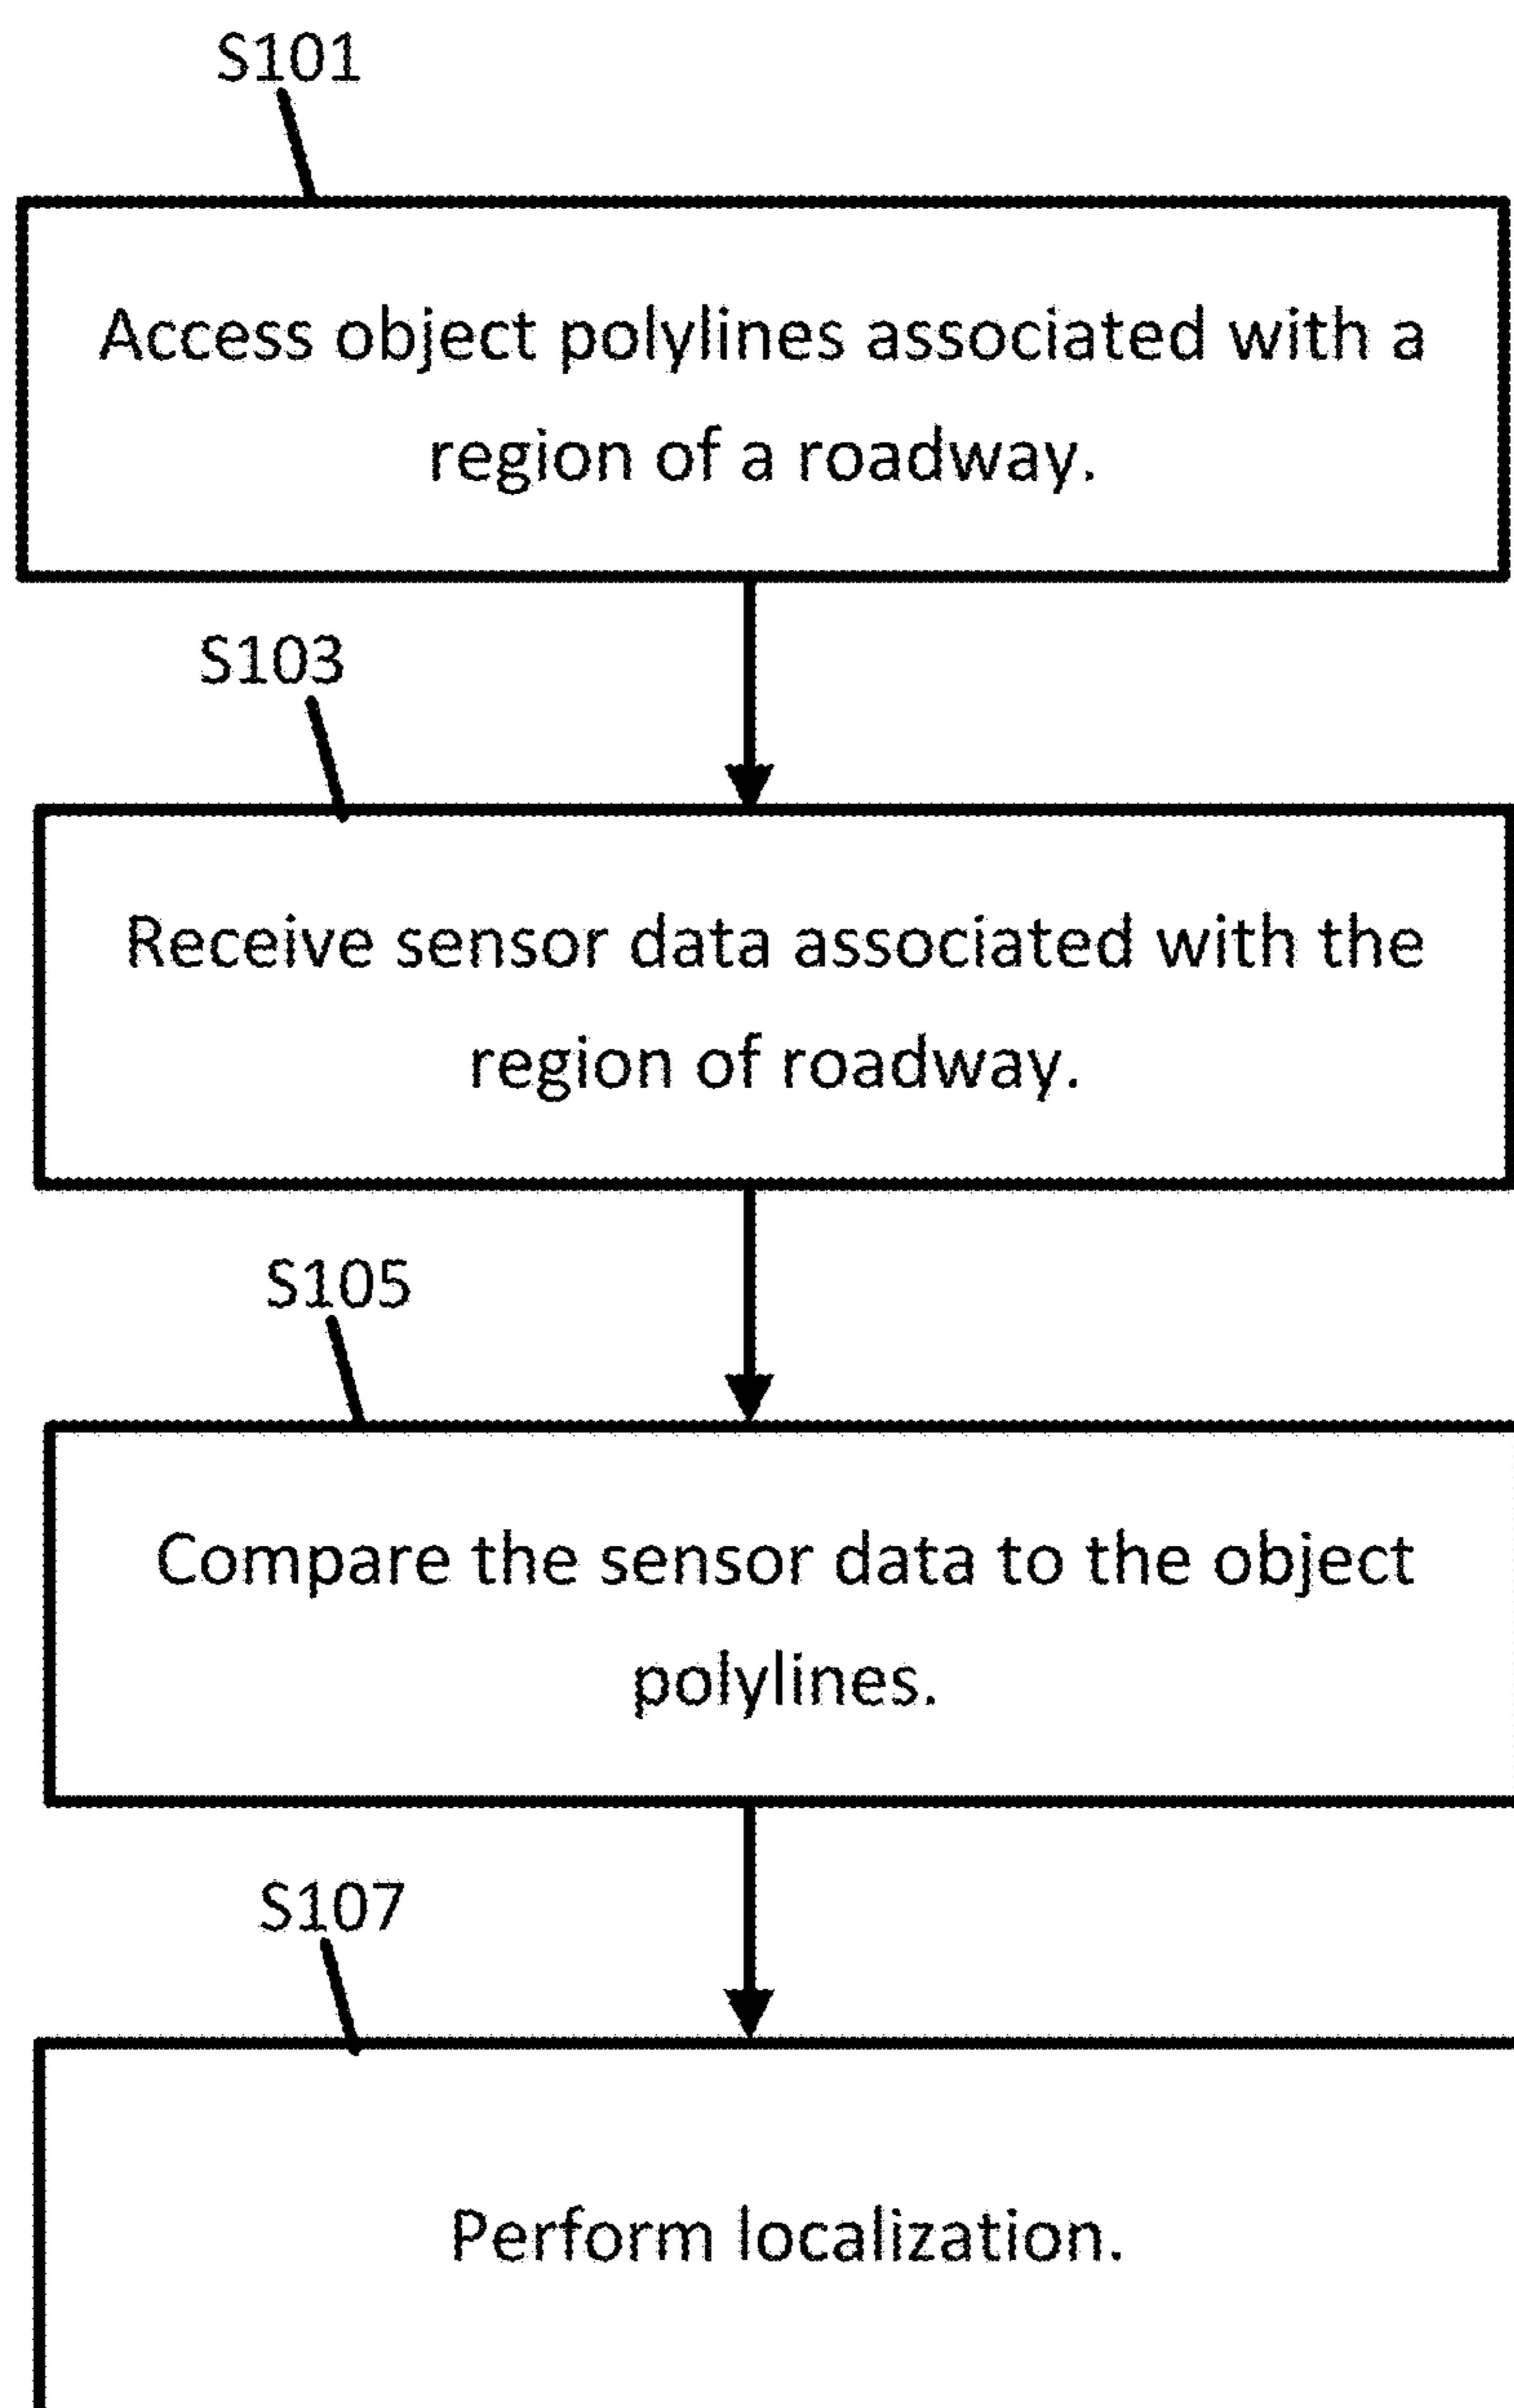 S101
Access object polylines associated with a
region of a roadway.
S103
Receive sensor data associated with the
region of roadway.
S105
Compare the sensor data to the object
polylines.
S107
Perform localization.